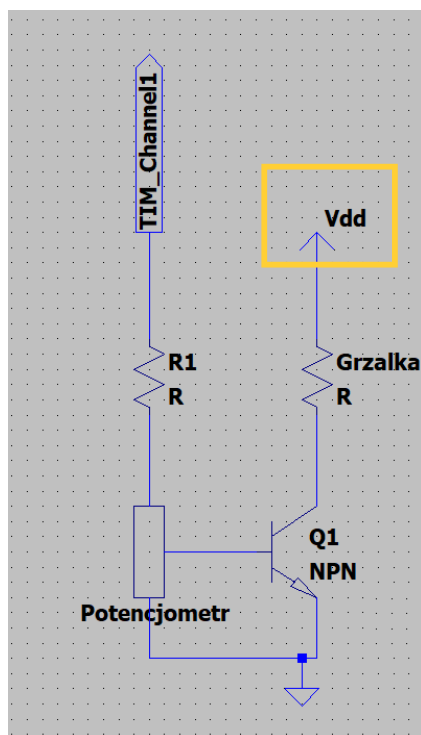 TIM_Channel1
Vdd
R1
R
Grzalka
R
Q1
NPN
Potencjometr